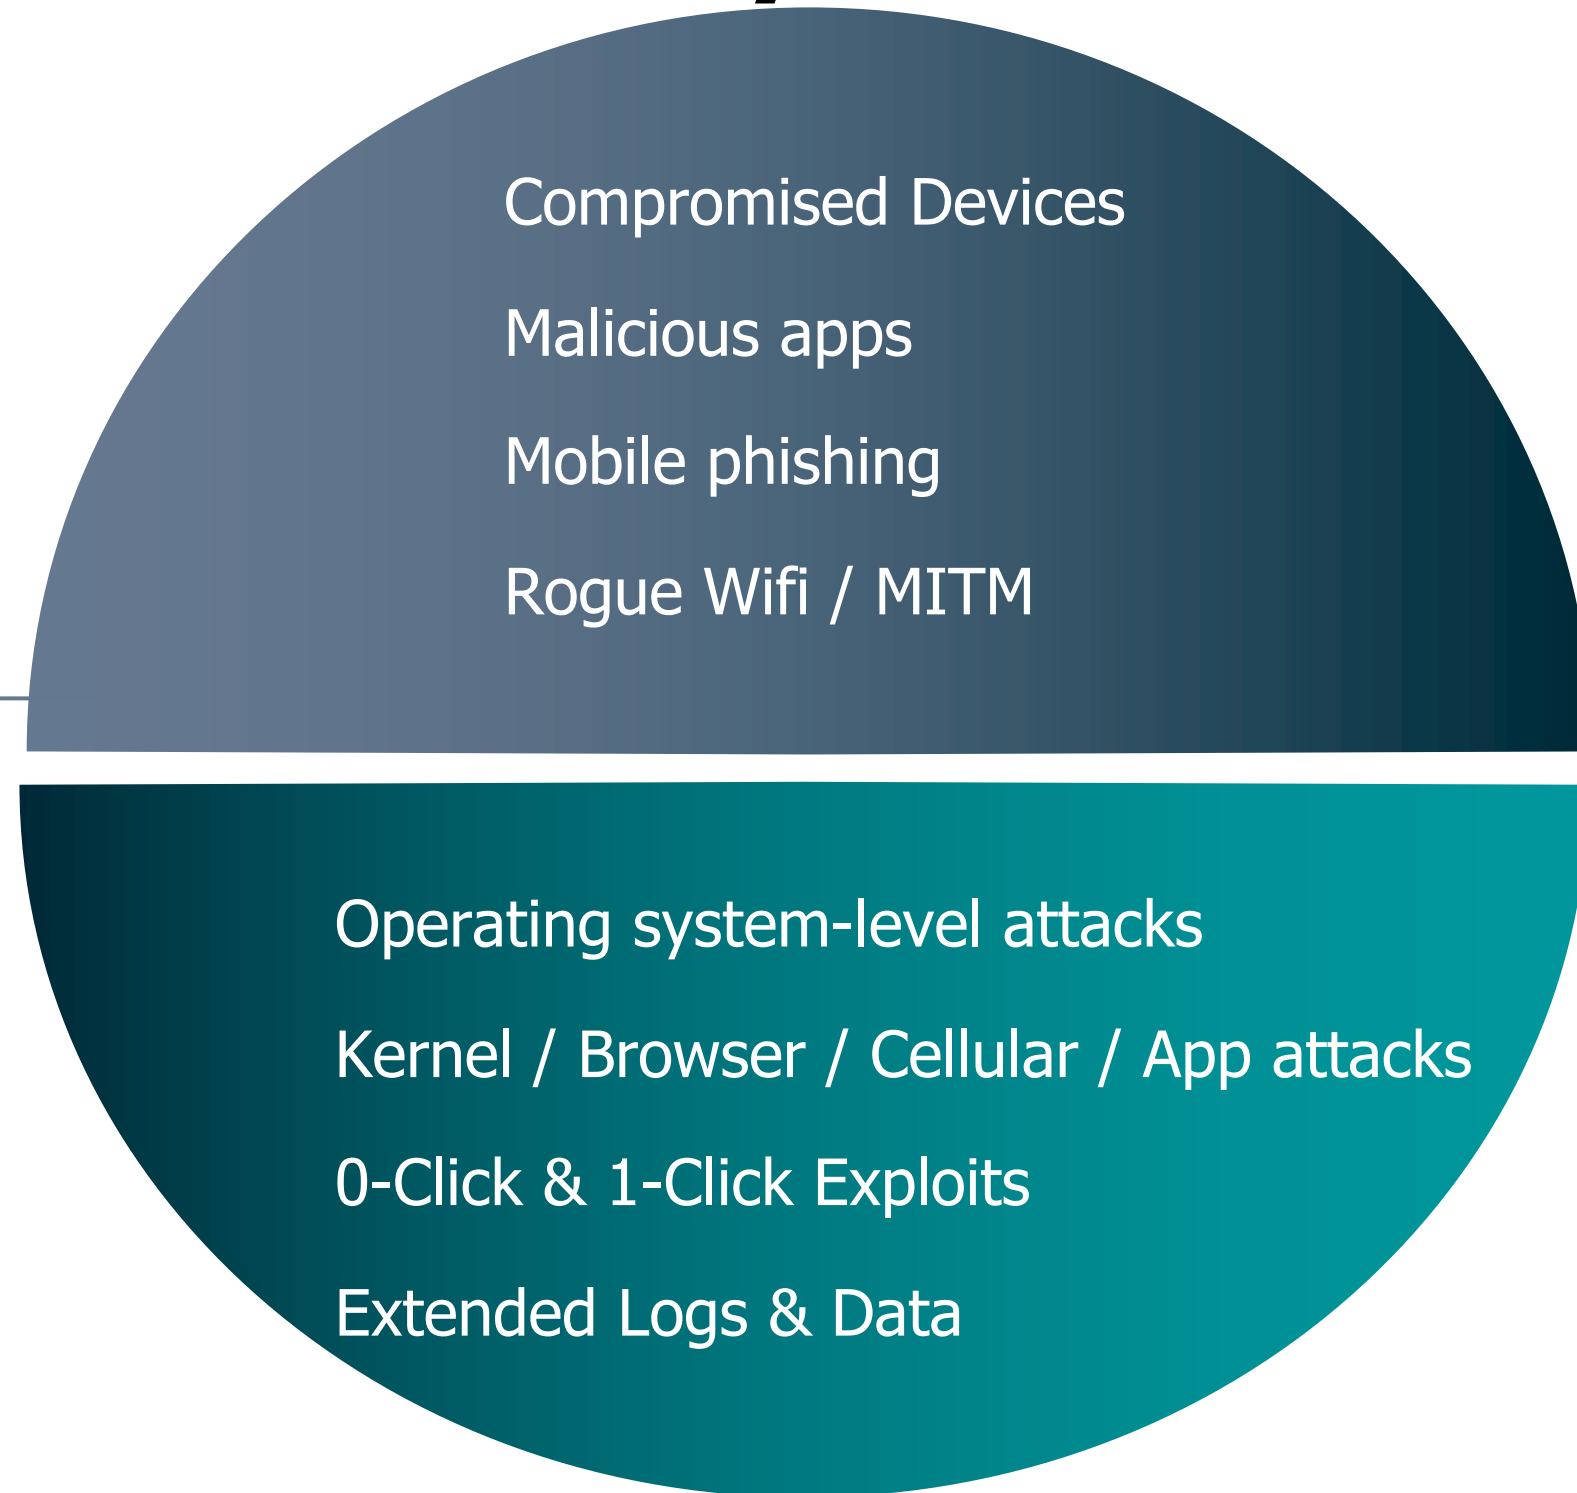 Compromised Devices
Malicious apps
Mobile phishing
Rogue Wifi / MITM
Operating system-level attacks
Kernel / Browser / Cellular / App attacks
0-Click & 1-Click Exploits
Extended Logs & Data